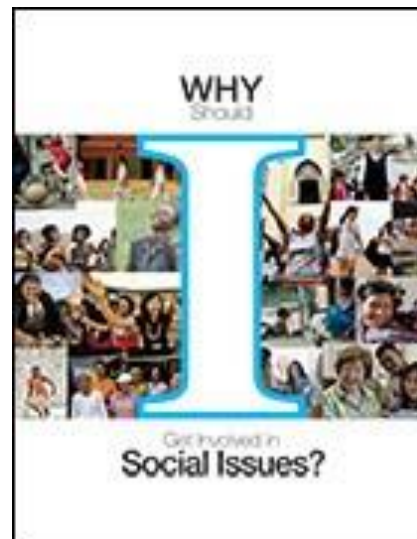 WHY
Should
I
Get Involved in
Social Issues?